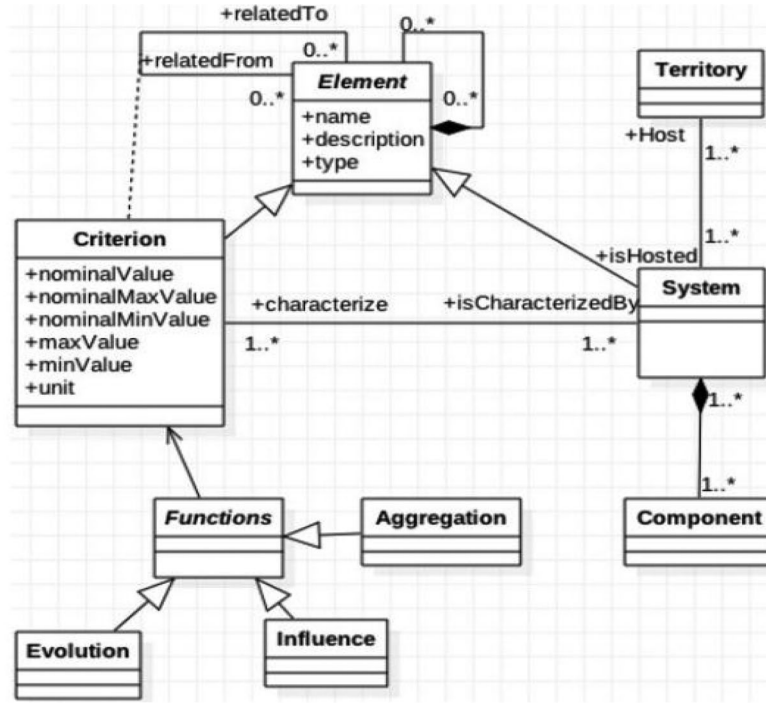 +relatedTo
0..*
0..*
+relatedFrom
0..*
0..*
Element
+name
+description
+type
Territory
+Host
1..*
1..*
+isHosted
Criterion
+nominalValue
+nominalMaxValue
+nominalMinValue
+maxValue
+minValue
+unit
+characterize
+isCharacterizedBy
1..*
1..*
System
1..*
1..*
Functions
Aggregation
Component
Evolution
Influence